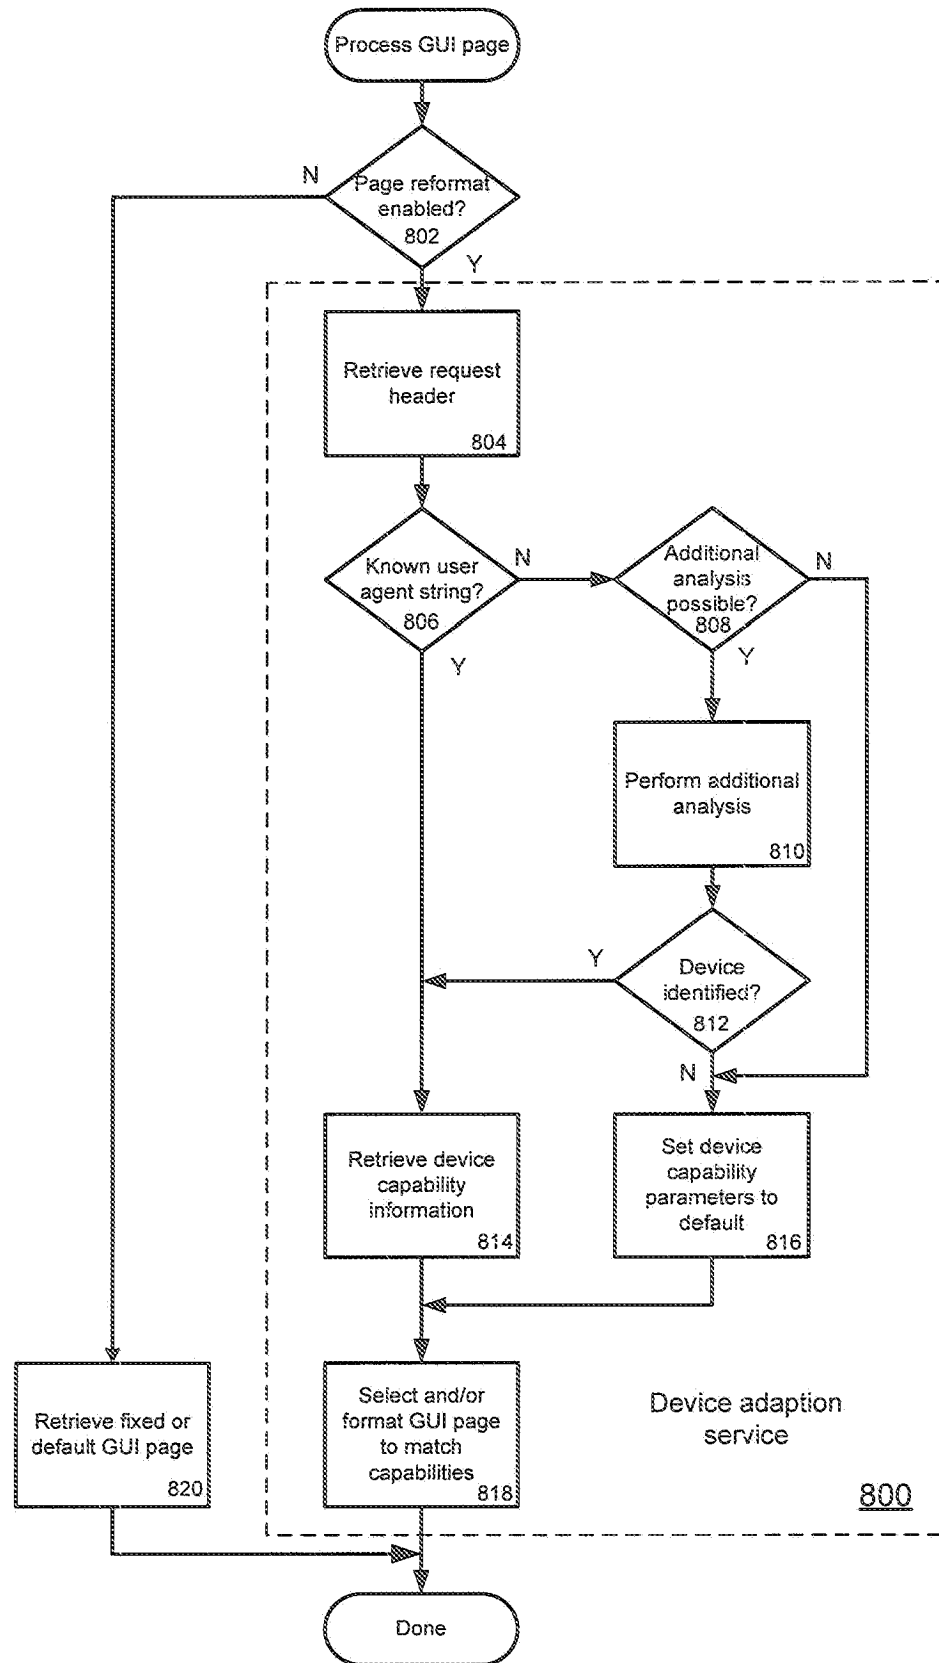 Process GUI page
N
Page reformat
enabled?
802
Y
Retrieve request
header
804
Known user
agent string?
806
N
Y
Additional
analysis
possible?
808
N
Y
Perform additional
analysis
810
Y
Device
identified?
812
N
Retrieve device
capability
information
814
Set device
capability
parameters to
default
816
Retrieve fixed or
default GUI page
820
Select and/or
format GUI page
to match
capabilities
818
Device adaption
service
800
Done